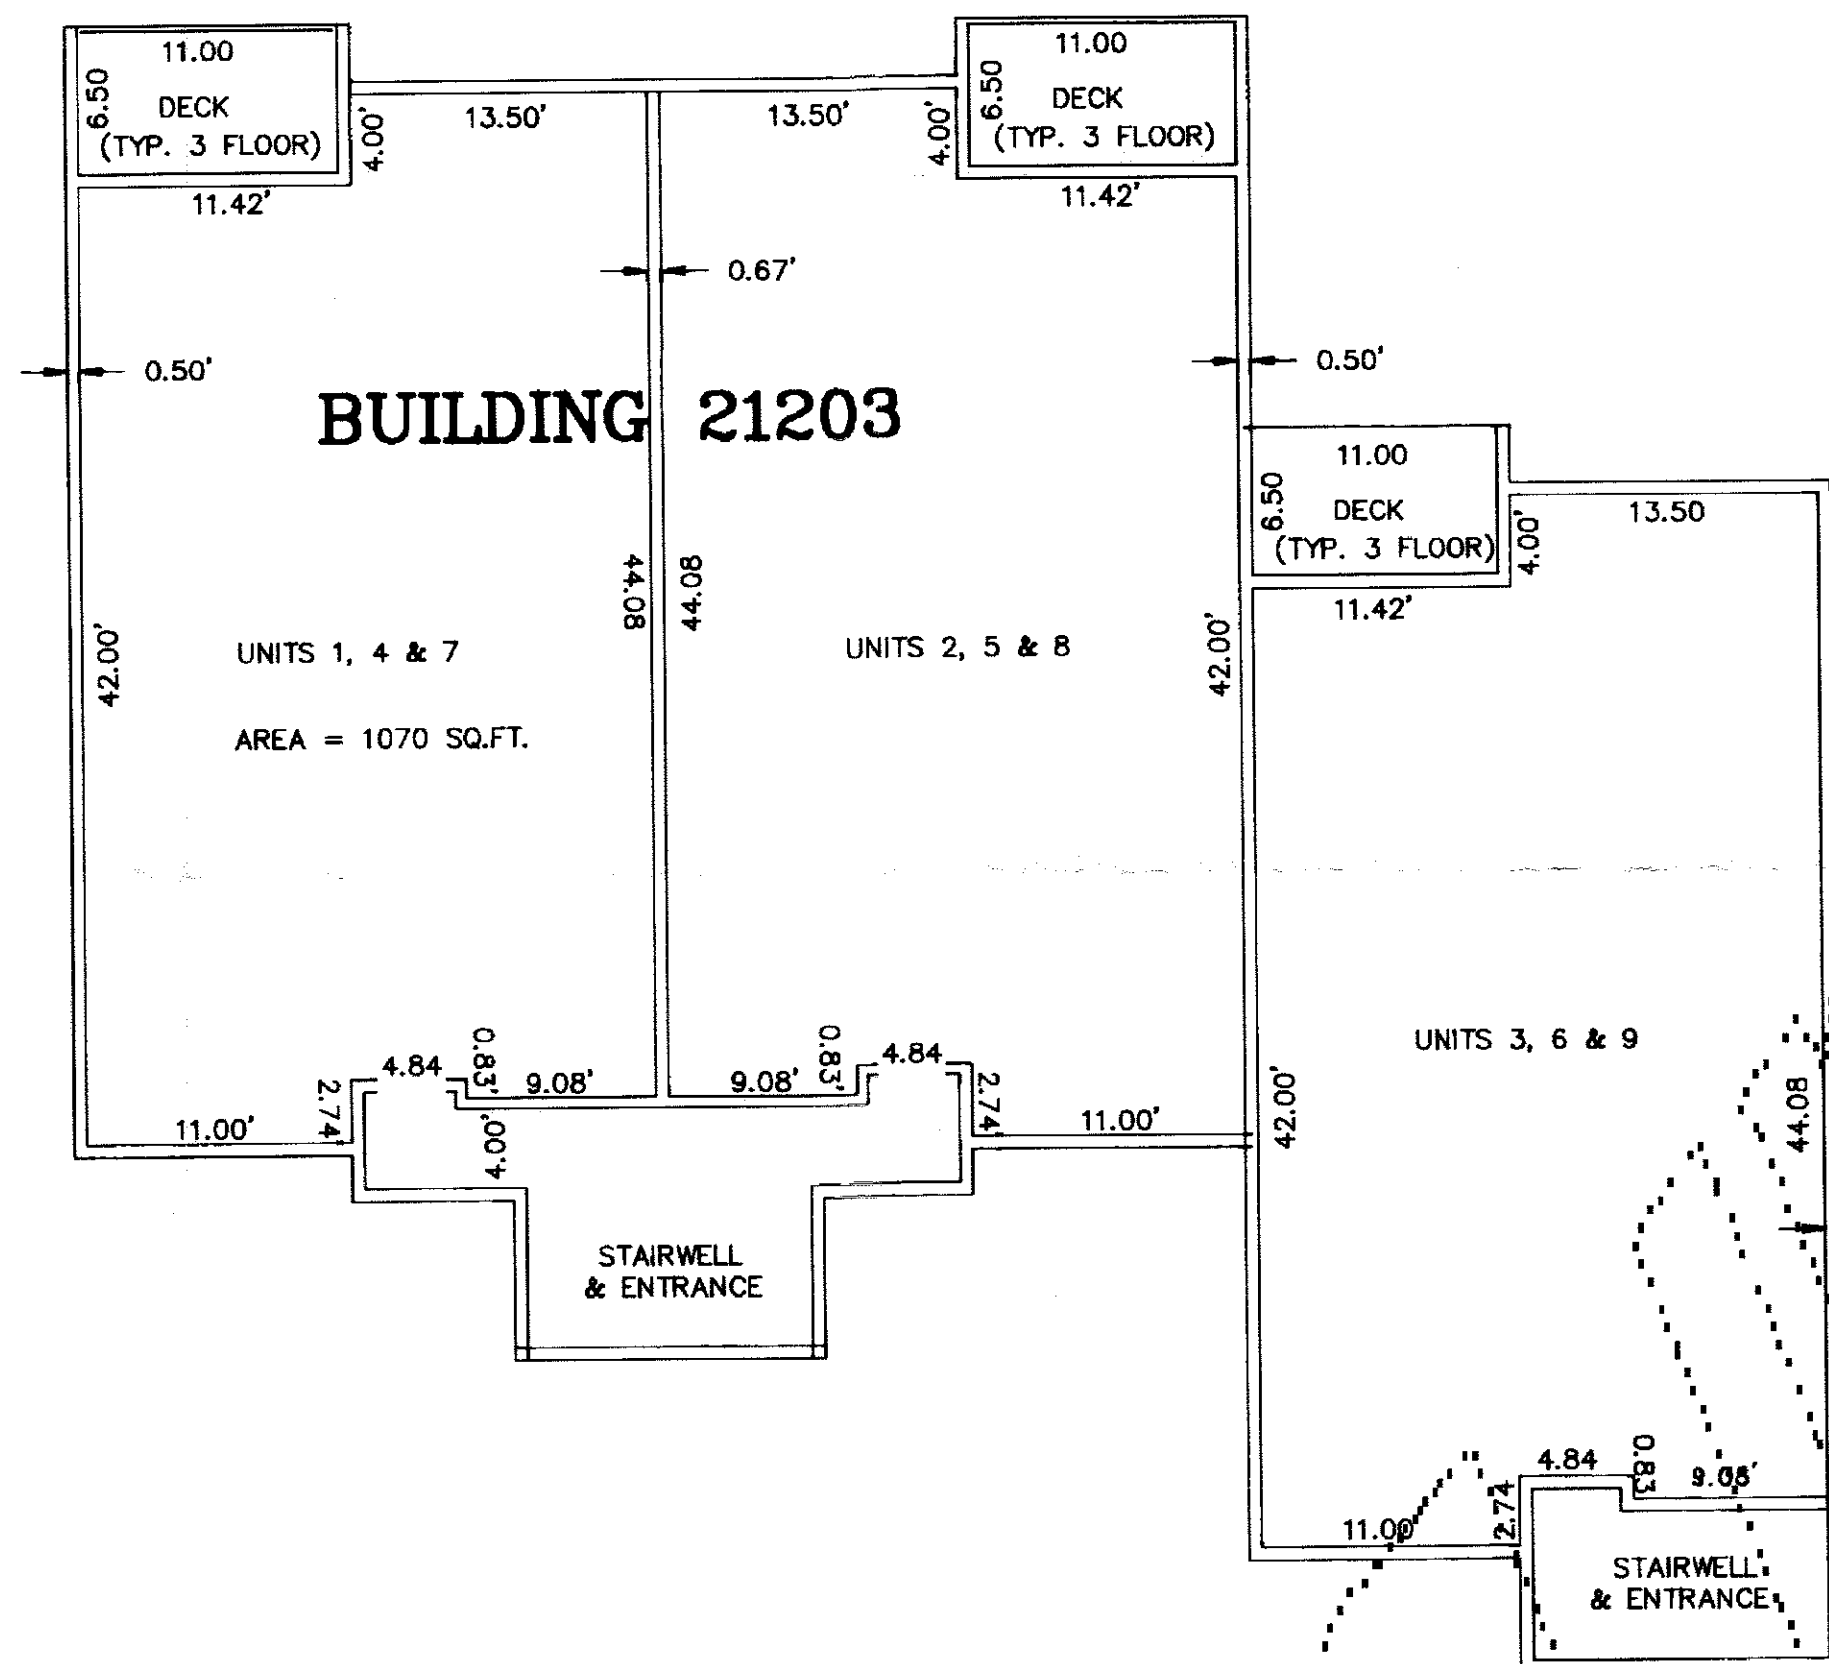 11.00
6.50
DECK
(TYP. 3 FLOOR)
4.00'
11.42'
13.50'
13.50'
4.00'
11.00
6.50
DECK
(TYP. 3 FLOOR)
11.42'
0.67'
0.50'
0.50'
BUILDING 21203
11.00
6.50
DECK
(TYP. 3 FLOOR)
4.00'
11.42'
13.50
44.08
44.08
42.00'
42.00'
UNITS 1, 4 & 7
AREA = 1070 SQ.FT.
UNITS 2, 5 & 8
UNITS 3, 6 & 9
42.00'
44.08
11.00'
2.74'
4.84
0.83'
9.08'
4.00'
9.08'
0.83'
4.84
2.74'
11.00'
STAIRWELL
& ENTRANCE
11.00
2.74
4.84
0.83
9.08'
STAIRWELL
& ENTRANCE